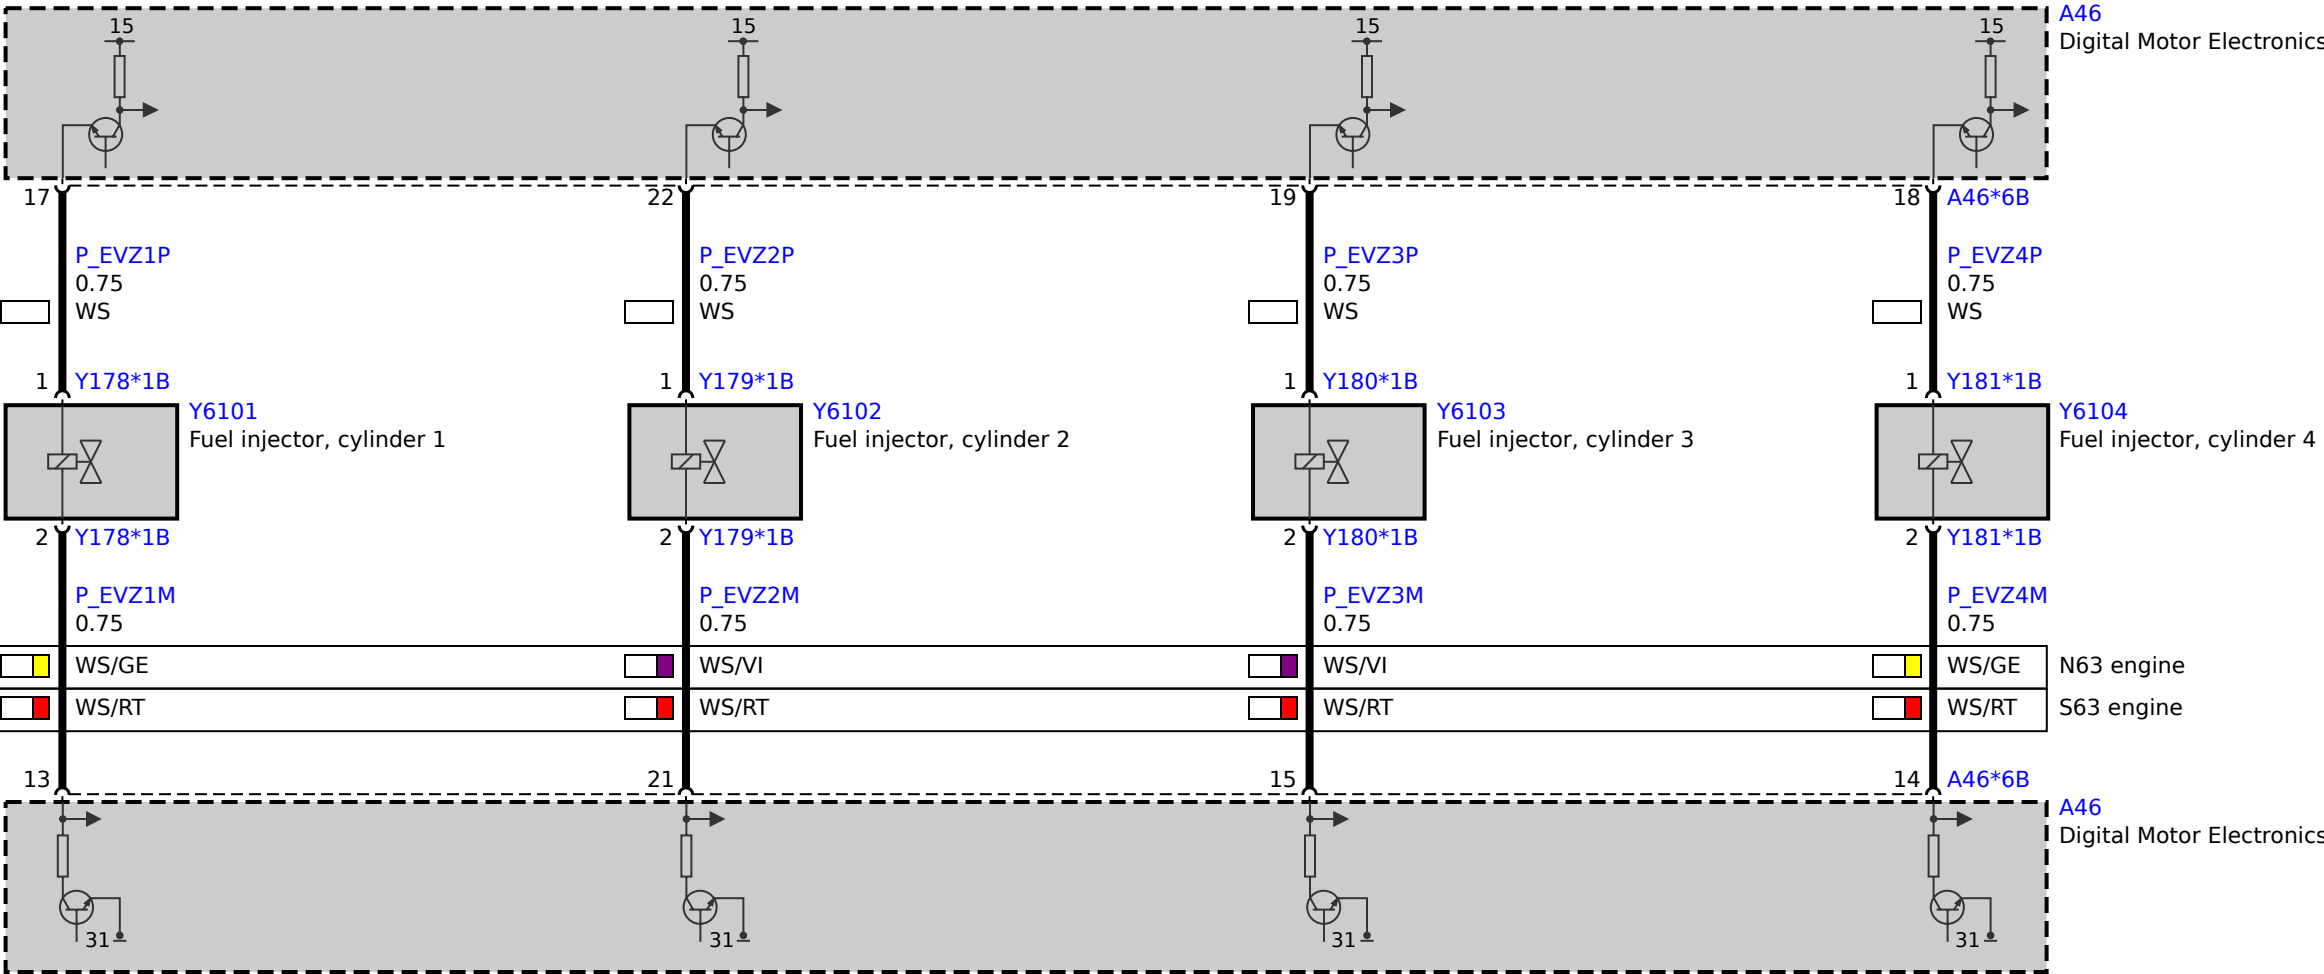 15
15
15
15
A46
Digital Motor Electronics
17
22
19
18
A46*6B
P_EVZ1P
0.75
WS
P_EVZ2P
0.75
WS
P_EVZ3P
0.75
WS
P_EVZ4P
0.75
WS
1
Y178*1B
1
Y179*1B
1
Y180*1B
1
Y181*1B
Y6101
Fuel injector, cylinder 1
Y6102
Fuel injector, cylinder 2
Y6103
Fuel injector, cylinder 3
Y6104
Fuel injector, cylinder 4
2
Y178*1B
2
Y179*1B
2
Y180*1B
2
Y181*1B
P_EVZ1M
0.75
P_EVZ2M
0.75
P_EVZ3M
0.75
P_EVZ4M
0.75
WS/GE
WS/VI
WS/VI
WS/GE
N63 engine
WS/RT
WS/RT
WS/RT
WS/RT
S63 engine
13
21
15
14
A46*6B
A46
Digital Motor Electronics
31
31
31
31